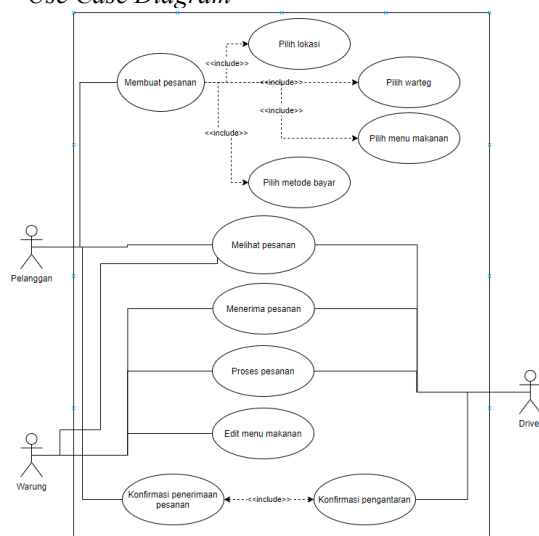 Use Case Diagram
Pilih lokasi
<<include>>
Membuat pesanan
<<include>>
Pilih warteg
<<include>>
<<include>>
Pilih menu makanan
Pilih metode bayar
Melihat pesanan
Pelanggan
Menerima pesanan
Proses pesanan
Drive
Edit menu makanan
Warung
Konfirmasi penerimaan
pesanan
<<include>>
Konfirmasi pengantaran